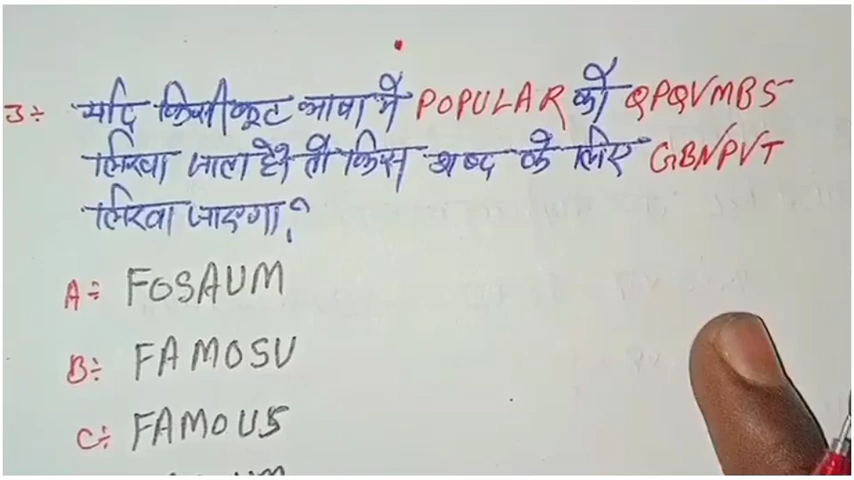 3÷ यदि किसी कूट भाषा में POPULAR को QPQVMBS
लिखा जाता है, तो किस शब्द के लिए GBNPVT
लिखा जाएगा?
A÷ FOSAUM
B÷ FAMOSU
C÷ FAMOUS